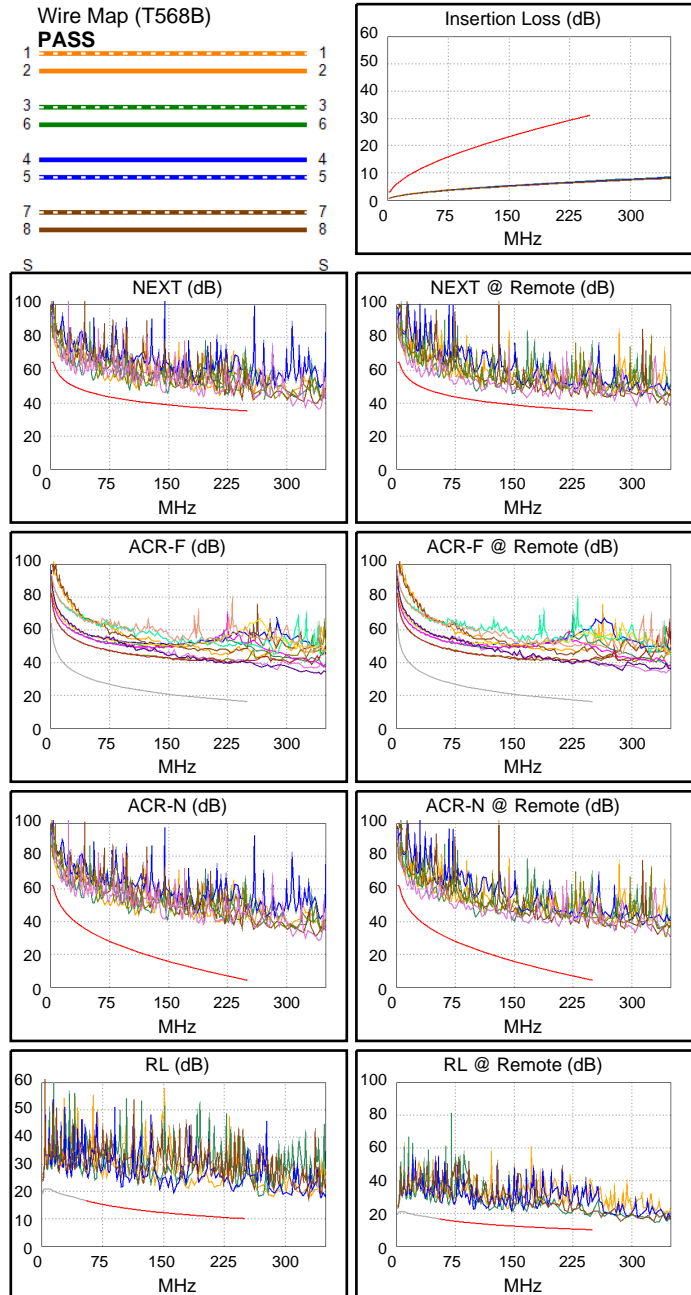 Wire Map (T568B)
PASS
1 1
2 2
3 3
6 6
4 4
5 5
7 7
8 8
S S
Insertion Loss (dB)
60
50
40
30
20
10
0
0 75 150 225 300
MHz
NEXT (dB)
100
80
60
40
20
0
0 75 150 225 300
MHz
NEXT @ Remote (dB)
100
80
60
40
20
0
0 75 150 225 300
MHz
ACR-F (dB)
100
80
60
40
20
0
0 75 150 225 300
MHz
ACR-F @ Remote (dB)
100
80
60
40
20
0
0 75 150 225 300
MHz
ACR-N (dB)
100
80
60
40
20
0
0 75 150 225 300
MHz
ACR-N @ Remote (dB)
100
80
60
40
20
0
0 75 150 225 300
MHz
RL (dB)
60
50
40
30
20
10
0
0 75 150 225 300
MHz
RL @ Remote (dB)
100
80
60
40
20
0
0 75 150 225 300
MHz